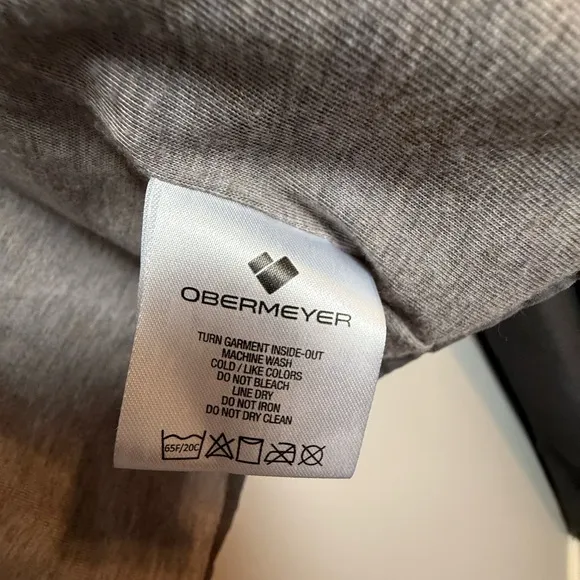 OBERMEYER
TURN GARMENT INSIDE-OUT
MACHINE WASH
COLD / LIKE COLORS
DO NOT BLEACH
LINE DRY
DO NOT IRON
DO NOT DRY CLEAN
65F/20C